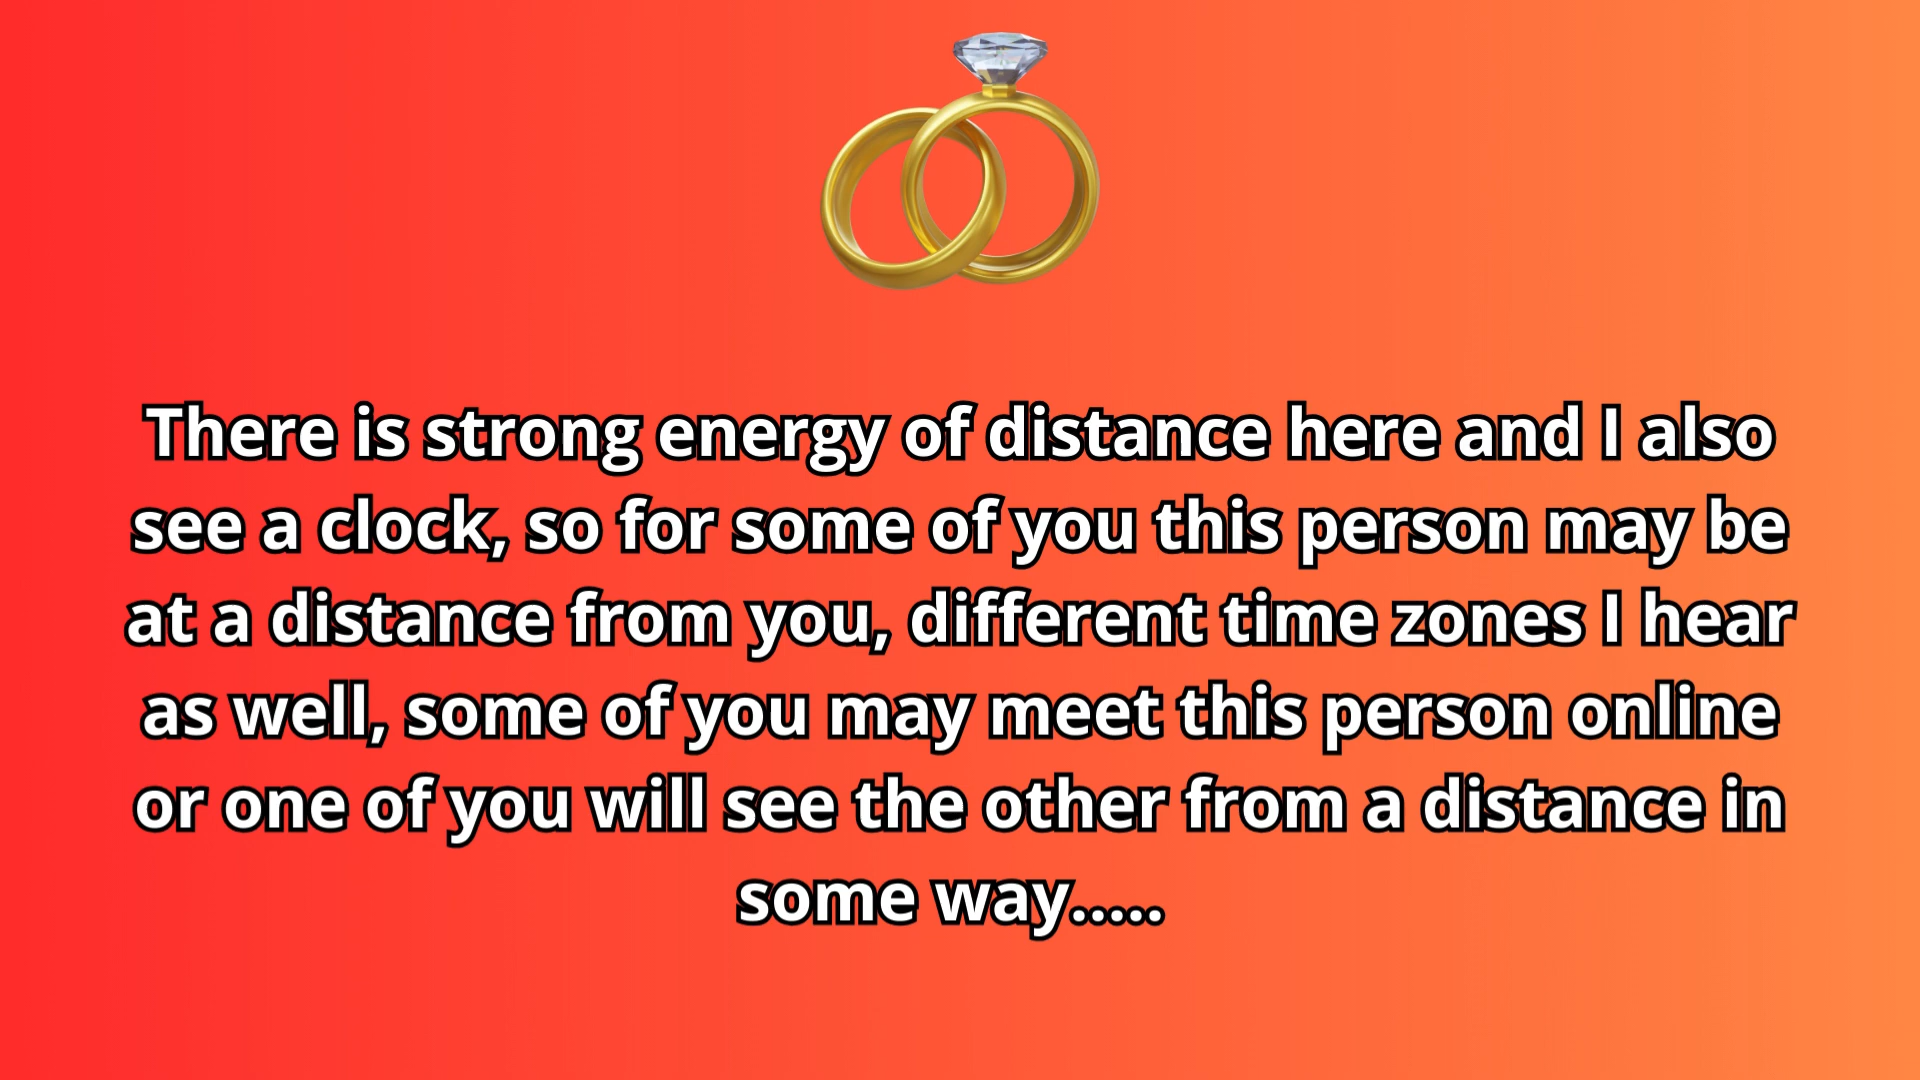 There is strong energy of distance here and I also
see a clock, so for some of you this person may be
at a distance from you, different time zones I hear
as well, some of you may meet this person online
or one of you will see the other from a distance in
some way.....